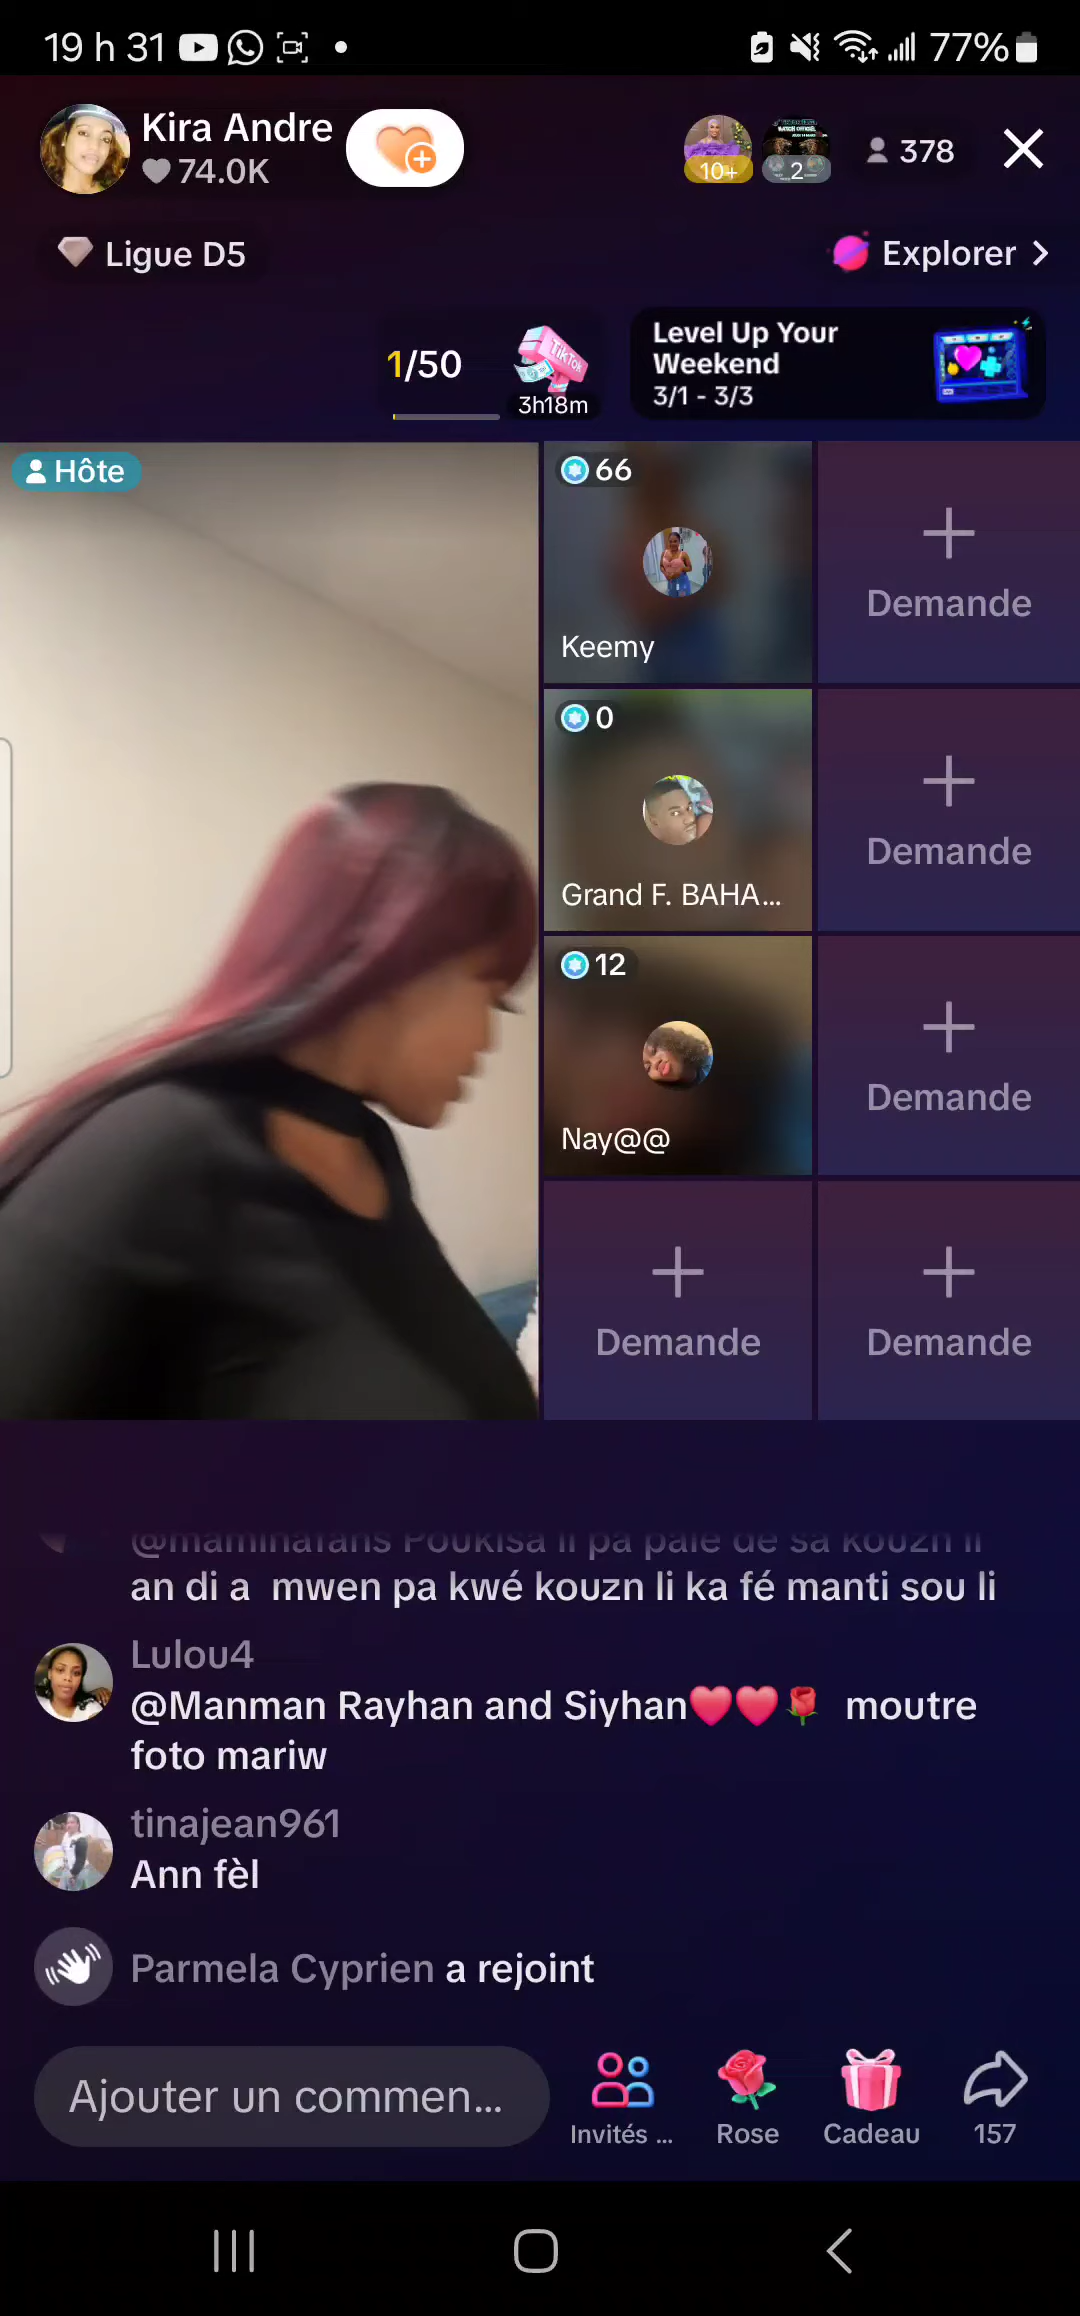 19 h 31
77%
Kira Andre
74.0K
10+
2
378
Ligue D5
Explorer
1/50
TikTok
3h18m
Level Up Your
Weekend
3/1 - 3/3
Hôte
66
Keemy
Demande
0
Grand F. BAHA...
Demande
12
Nay@@
Demande
Demande
Demande
@maminafans Poukisa li pa pale de sa kouzn li
an di a mwen pa kwé kouzn li ka fé manti sou li
Lulou4
@Manman Rayhan and Siyhan❤️❤️🌹 moutre
foto mariw
tinajean961
Ann fèl
Parmela Cyprien a rejoint
Ajouter un commen...
Invités ...
Rose
Cadeau
157